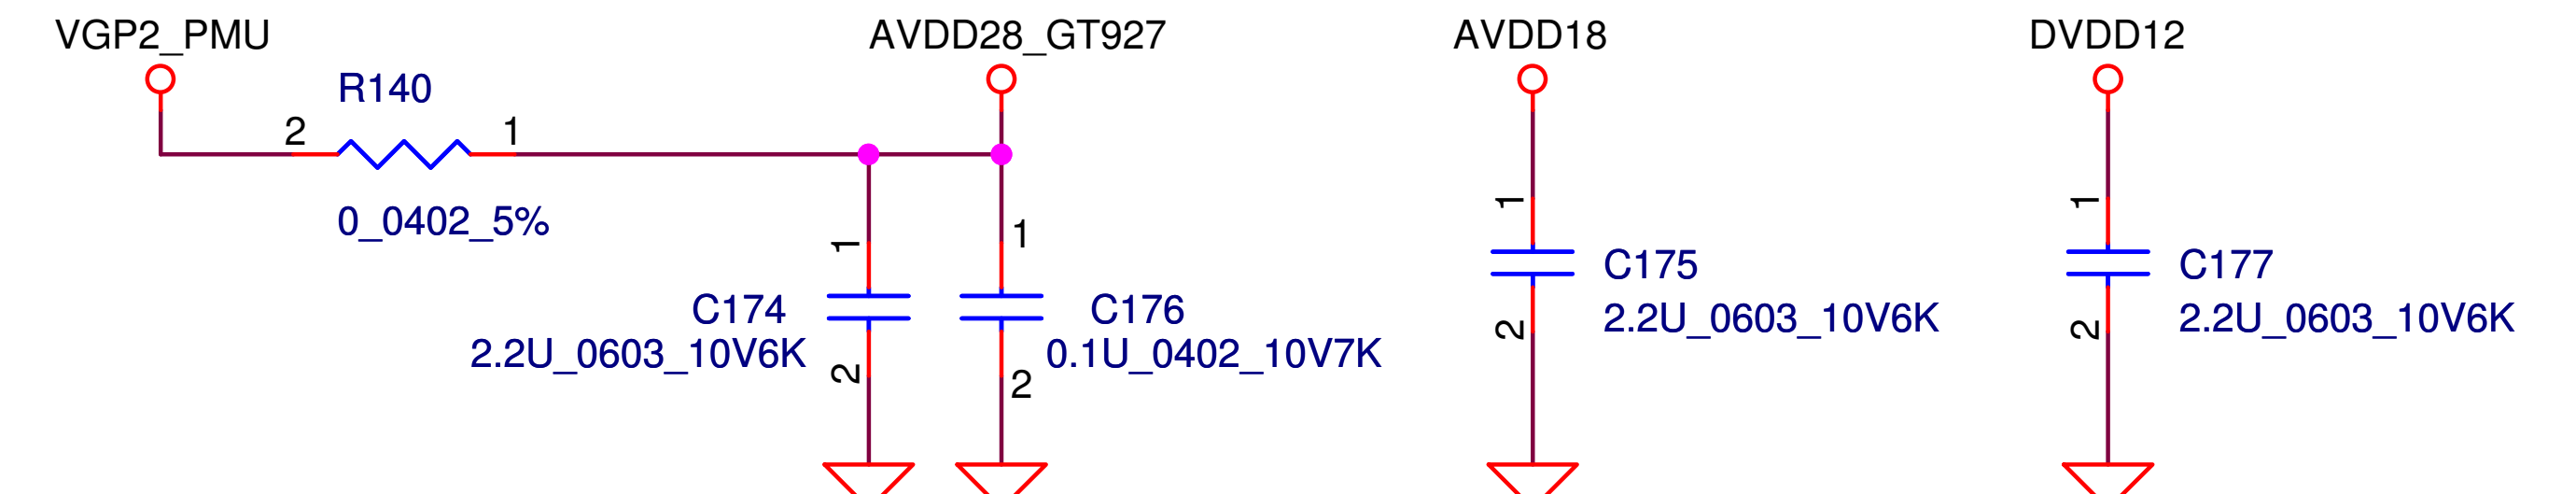 VGP2_PMU
AVDD28_GT927
AVDD18
DVDD12
R140
2
1
0_0402_5%
1
C174
2.2U_0603_10V6K
2
1
C176
0.1U_0402_10V7K
2
1
C175
2.2U_0603_10V6K
2
1
C177
2.2U_0603_10V6K
2